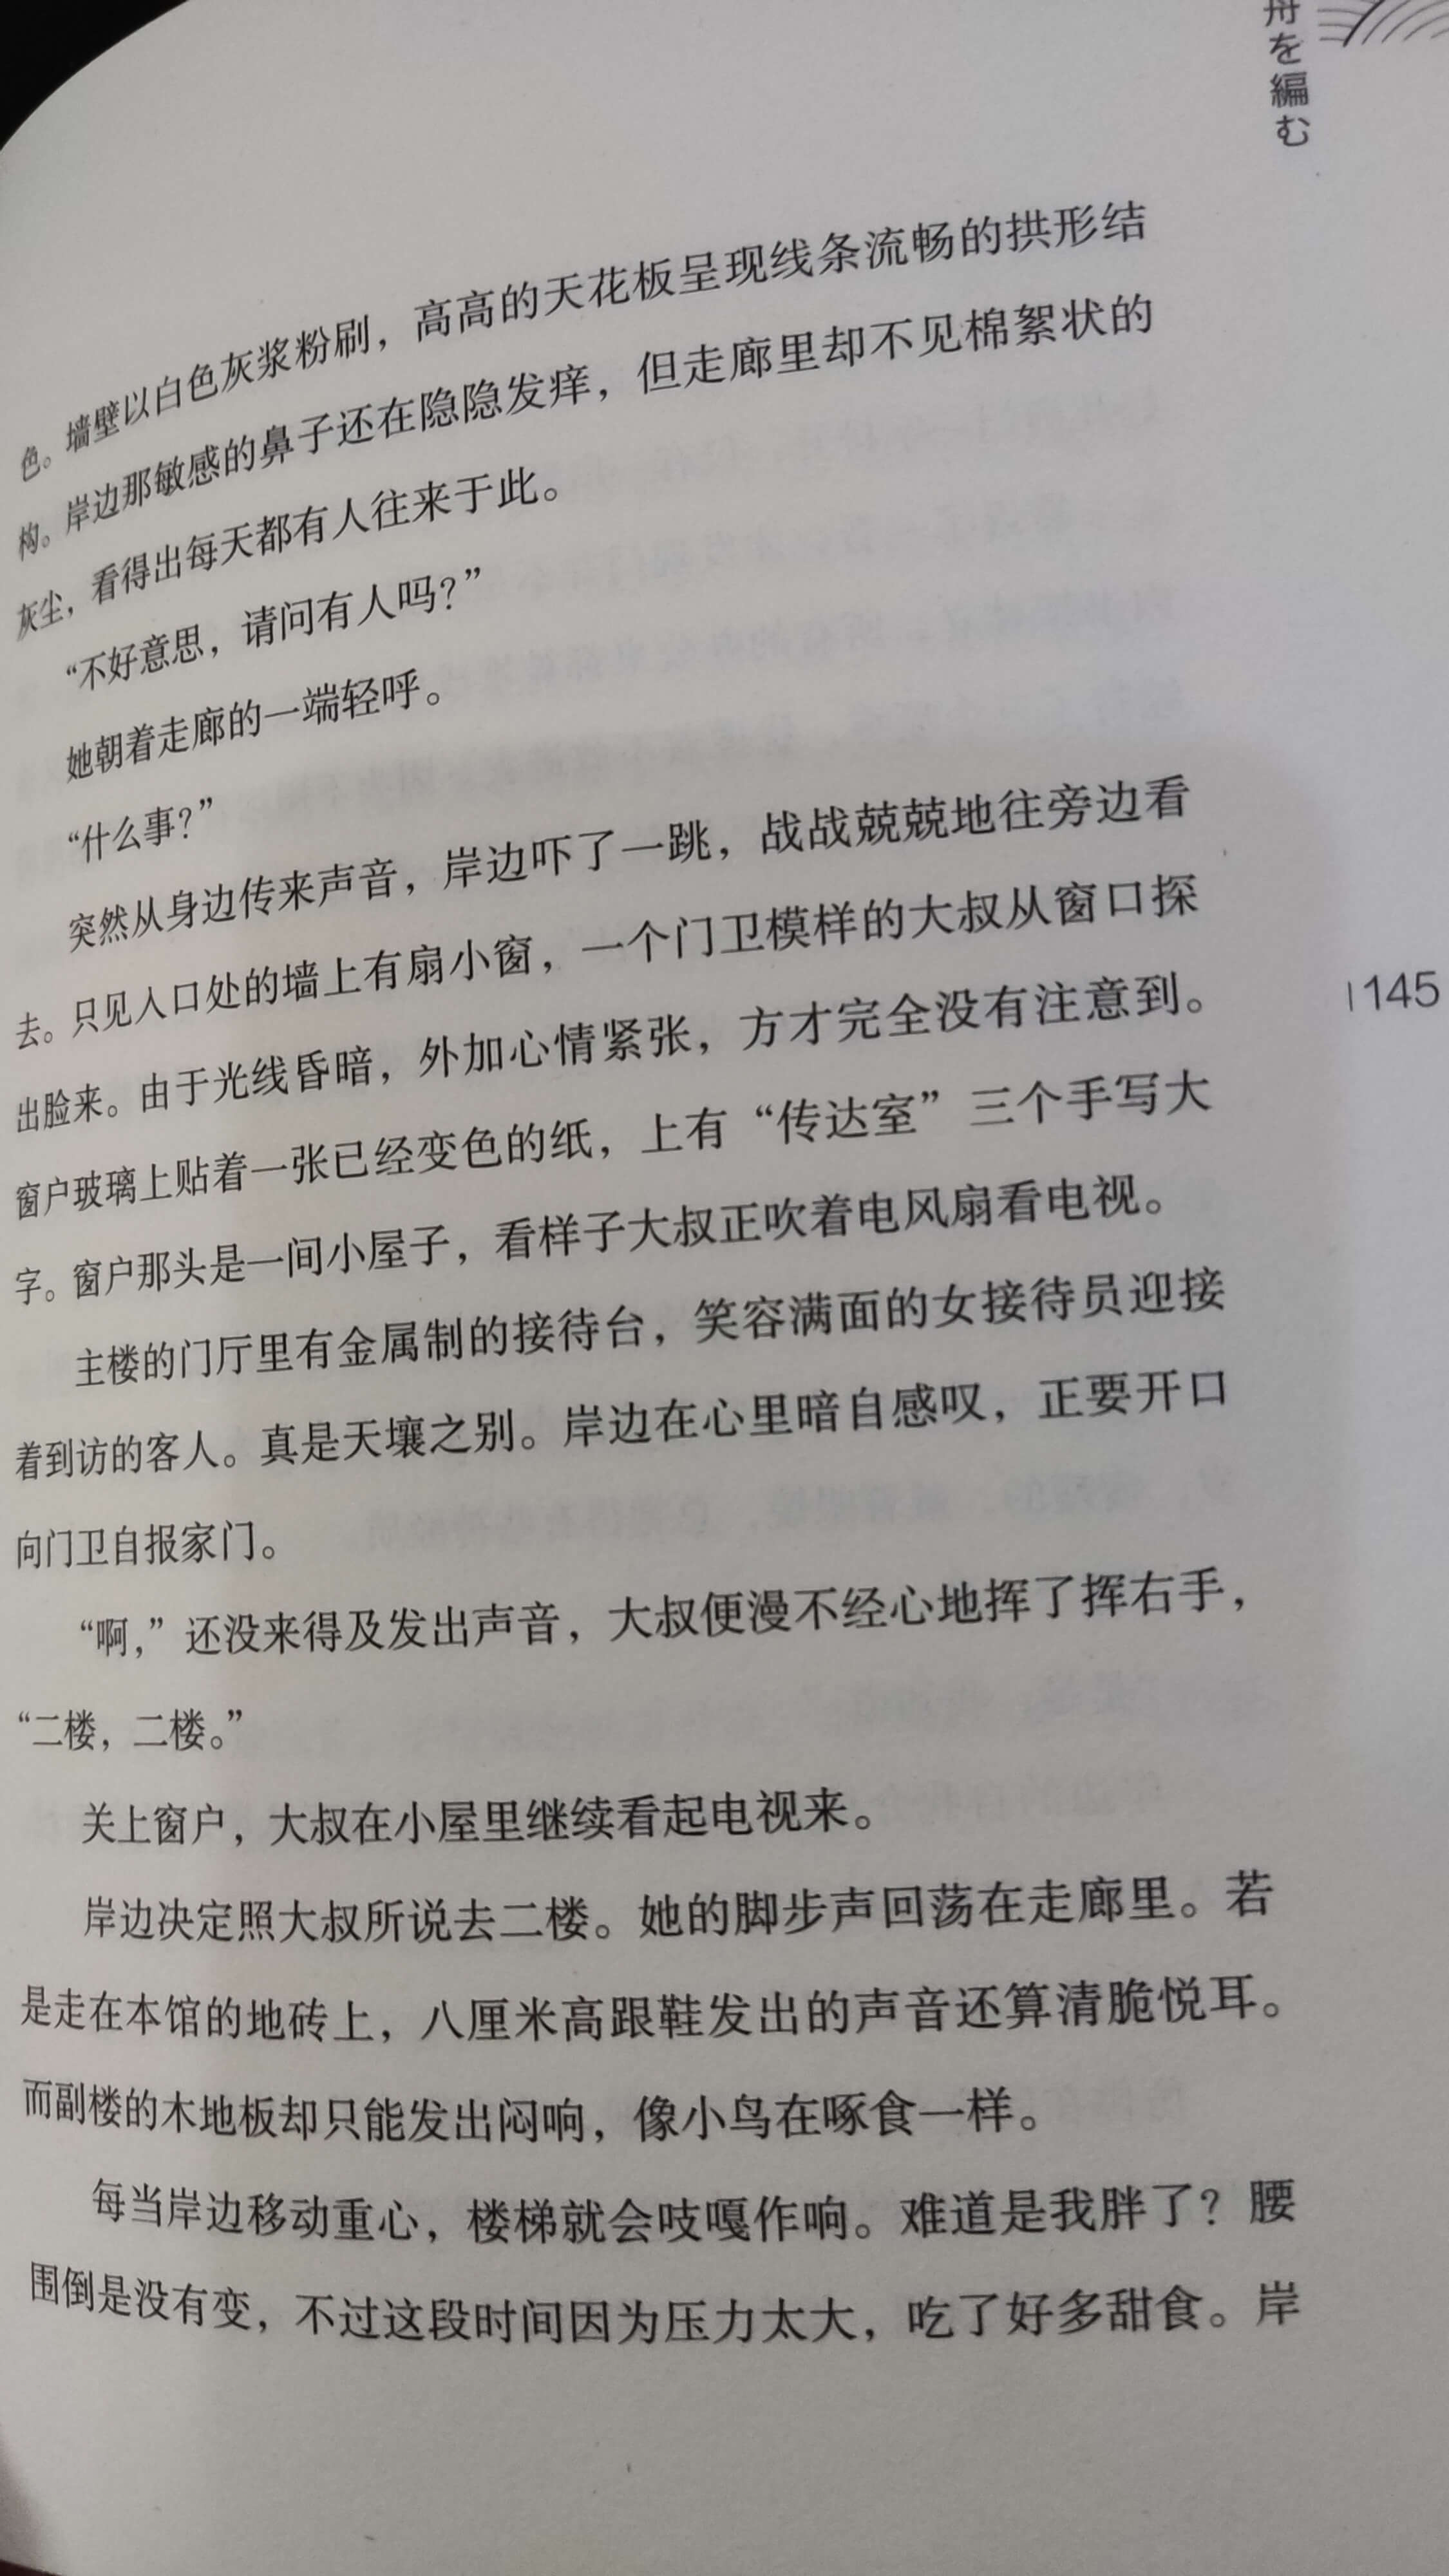 舟を編む
色。墙壁以白色灰浆粉刷，高高的天花板呈现线条流畅的拱形结
构。岸边那敏感的鼻子还在隐隐发痒，但走廊里却不见棉絮状的
灰尘，看得出每天都有人往来于此。
“不好意思，请问有人吗？”
她朝着走廊的一端轻呼。
“什么事？”
突然从身边传来声音，岸边吓了一跳，战战兢兢地往旁边看
去。只见入口处的墙上有扇小窗，一个门卫模样的大叔从窗口探
出脸来。由于光线昏暗，外加心情紧张，方才完全没有注意到。
窗户玻璃上贴着一张已经变色的纸，上有“传达室”三个手写大
字。窗户那头是一间小屋子，看样子大叔正吹着电风扇看电视。
主楼的门厅里有金属制的接待台，笑容满面的女接待员迎接
着到访的客人。真是天壤之别。岸边在心里暗自感叹，正要开口
向门卫自报家门。
“啊，”还没来得及发出声音，大叔便漫不经心地挥了挥右手，
“二楼，二楼。”
关上窗户，大叔在小屋里继续看起电视来。
岸边决定照大叔所说去二楼。她的脚步声回荡在走廊里。若
是走在本馆的地砖上，八厘米高跟鞋发出的声音还算清脆悦耳。
而副楼的木地板却只能发出闷响，像小鸟在啄食一样。
每当岸边移动重心，楼梯就会吱嘎作响。难道是我胖了？腰
围倒是没有变，不过这段时间因为压力太大，吃了好多甜食。岸
145